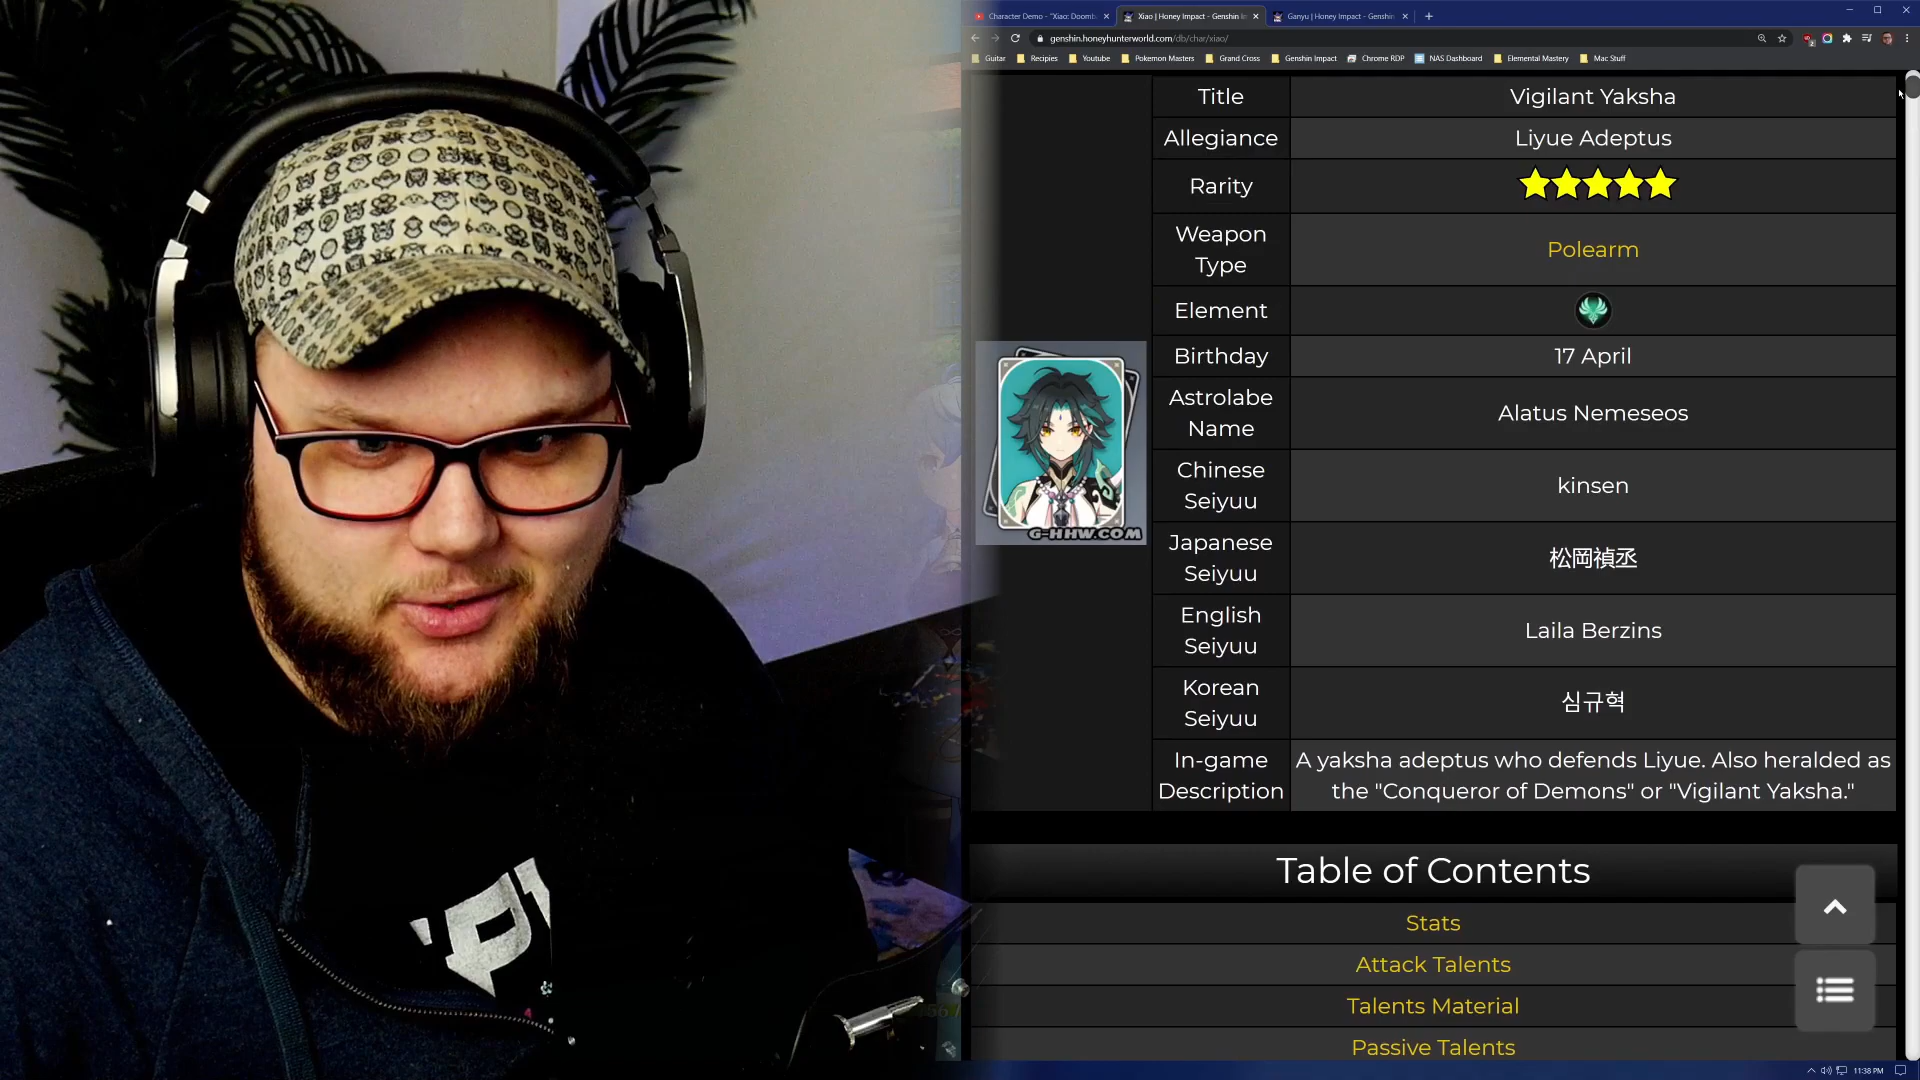 Character Demo - "Xiao: Doomb
Xiao | Honey Impact - Genshin Im
Ganyu | Honey Impact - Genshin
genshin.honeyhunterworld.com/db/char/xiao/
Guitar
Recipies
Youtube
Pokemon Masters
Grand Cross
Genshin Impact
Chrome RDP
NAS Dashboard
Elemental Mastery
Mac Stuff
Title
Vigilant Yaksha
Allegiance
Liyue Adeptus
Rarity
Weapon
Type
Polearm
Element
Birthday
17 April
Astrolabe
Name
Alatus Nemeseos
Chinese
Seiyuu
kinsen
Japanese
Seiyuu
松岡禎丞
English
Seiyuu
Laila Berzins
Korean
Seiyuu
심규혁
In-game
Description
A yaksha adeptus who defends Liyue. Also heralded as
the "Conqueror of Demons" or "Vigilant Yaksha."
G-HHW.COM
Table of Contents
Stats
Attack Talents
Talents Material
Passive Talents
11:38 PM